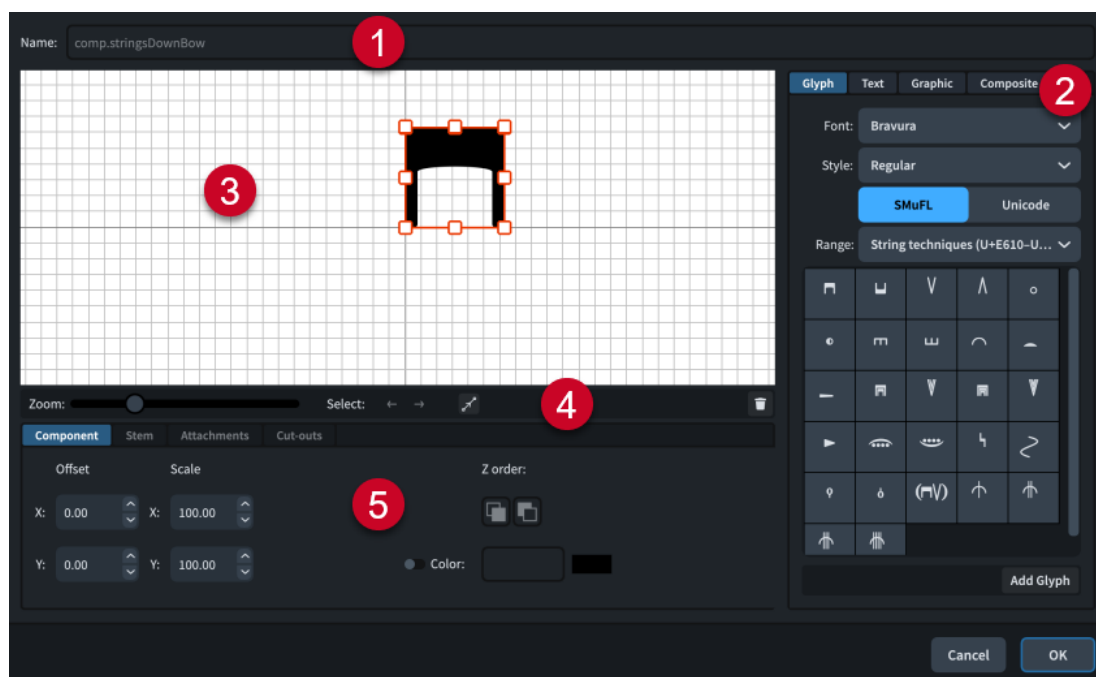 Name: comp.stringsDownBow
1
Glyph Text Graphic Composite
2
Font: Bravura
Style: Regular
SMuFL Unicode
Range: String techniques (U+E610–U...
3
Zoom: Select: ← →
4
Component Stem Attachments Cut-outs
Offset Scale Z order:
X: 0.00 X: 100.00
5
Y: 0.00 Y: 100.00 Color:
Add Glyph
Cancel OK